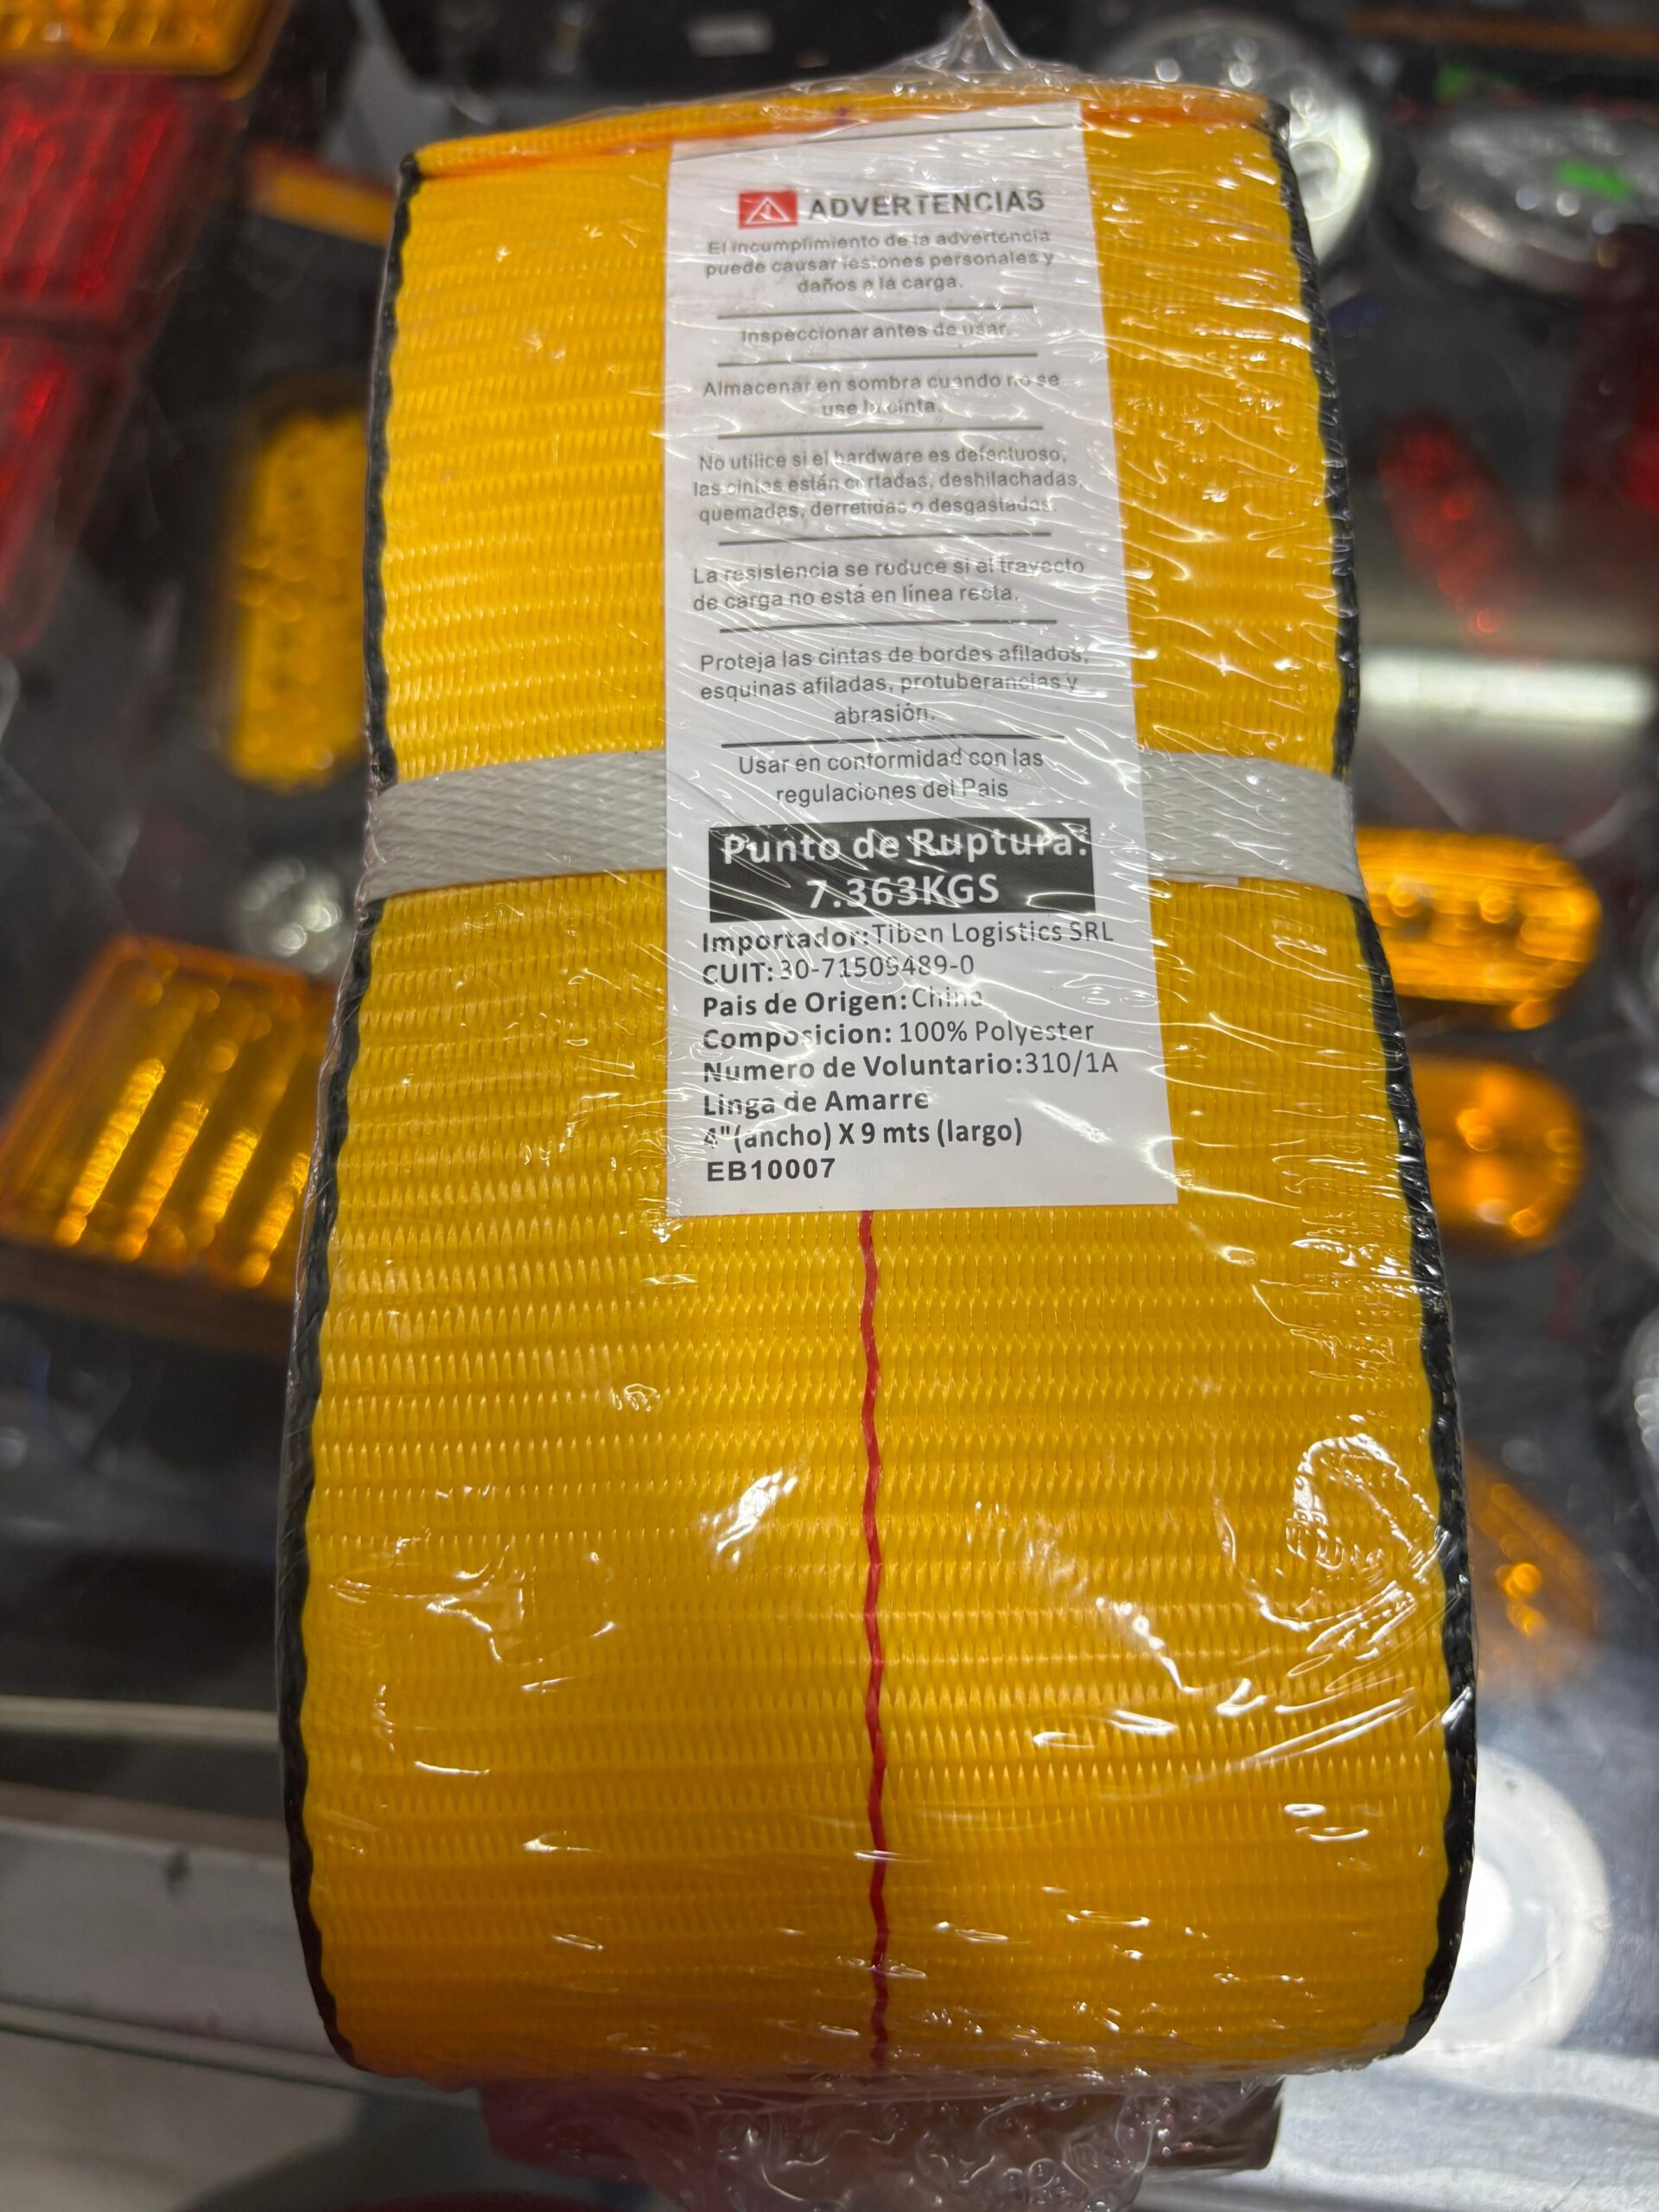 ADVERTENCIAS
El incumplimiento de la advertencia
puede causar lesiones personales y
daños a la carga.
Inspeccionar antes de usar.
Almacenar en sombra cuando no se
use la cinta.
No utilice si el hardware es defectuoso,
las cintas están cortadas, deshilachadas,
quemadas, derretidas o desgastadas.
La resistencia se reduce si el trayecto
de carga no está en línea recta.
Proteja las cintas de bordes afilados,
esquinas afiladas, protuberancias y
abrasión.
Usar en conformidad con las
regulaciones del Pais
Punto de Ruptura:
7.363KGS
Importador:Tiben Logistics SRL
CUIT: 30-71509489-0
Pais de Origen: China
Composicion: 100% Polyester
Numero de Voluntario:310/1A
Linga de Amarre
4"(ancho) X 9 mts (largo)
EB10007